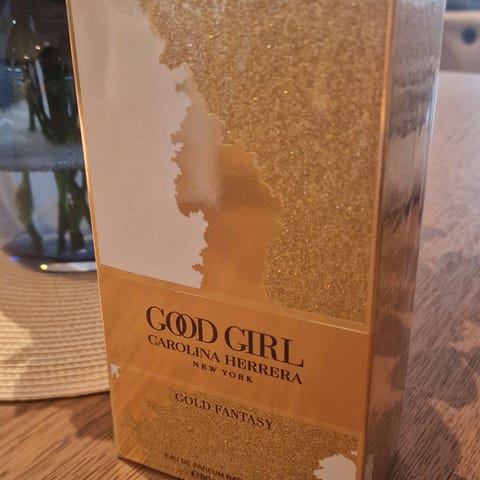 GOOD GIRL
CAROLINA HERRERA
NEW YORK
GOLD FANTASY
EAU DE PARFUM